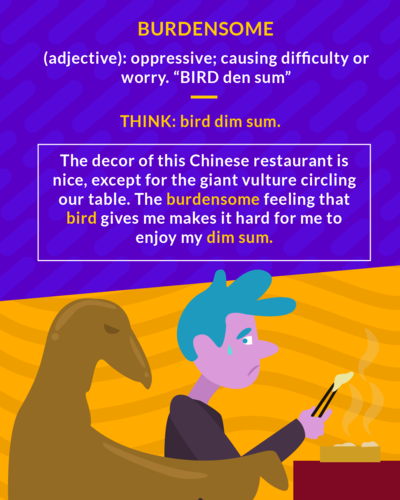 BURDENSOME
(adjective): oppressive; causing difficulty or
worry. “BIRD den sum”
THINK: bird dim sum.
The decor of this Chinese restaurant is
nice, except for the giant vulture circling
our table. The burdensome feeling that
bird gives me makes it hard for me to
enjoy my dim sum.